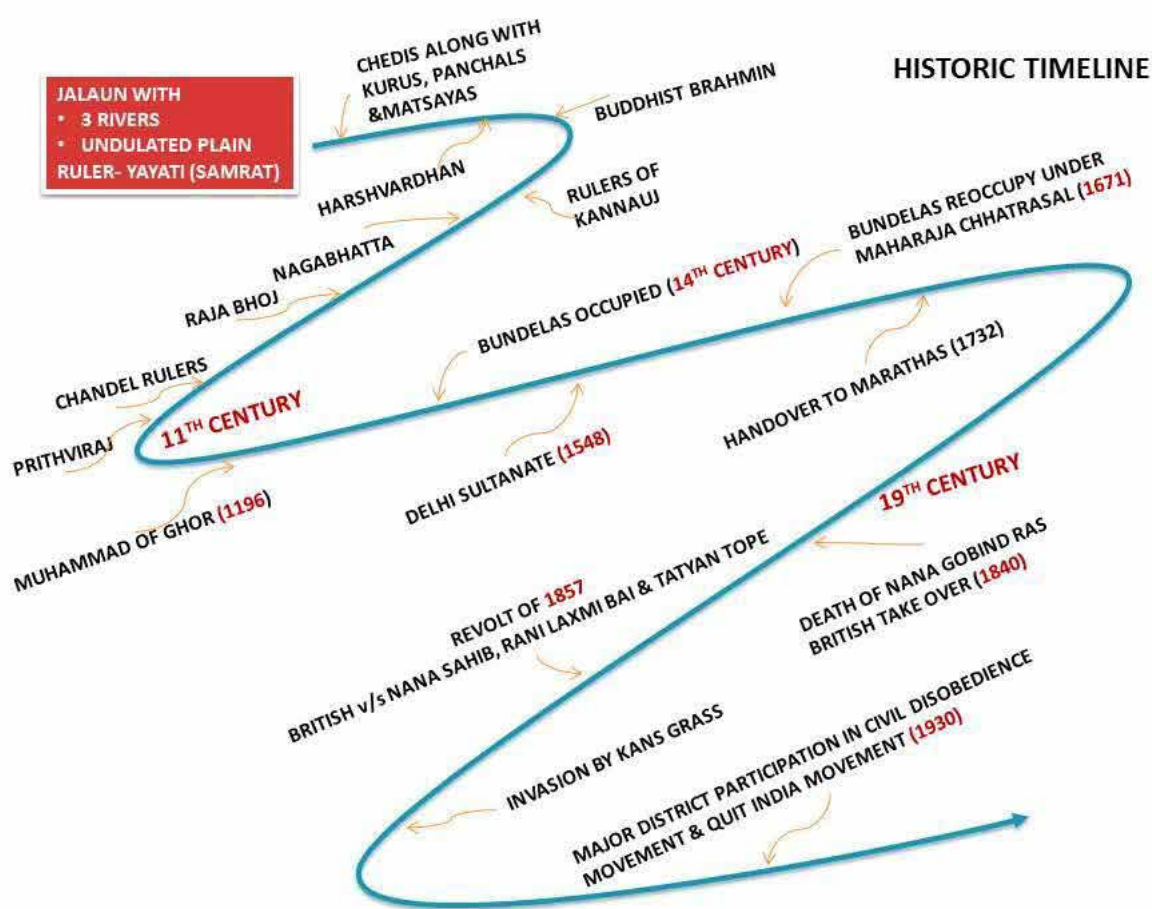 HISTORIC TIMELINE
JALAUN WITH
• 3 RIVERS
• UNDULATED PLAIN
RULER- YAYATI (SAMRAT)
CHEDIS ALONG WITH
KURUS, PANCHALS
&MATSAYAS
BUDDHIST BRAHMIN
HARSHVARDHAN
RULERS OF
KANNAUJ
NAGABHATTA
RAJA BHOJ
CHANDEL RULERS
PRITHVIRAJ
11TH CENTURY
MUHAMMAD OF GHOR (1196)
BUNDELAS OCCUPIED (14TH CENTURY)
DELHI SULTANATE (1548)
BUNDELAS REOCCUPY UNDER
MAHARAJA CHHATRASAL (1671)
HANDOVER TO MARATHAS (1732)
19TH CENTURY
DEATH OF NANA GOBIND RAS
BRITISH TAKE OVER (1840)
REVOLT OF 1857
BRITISH v/s NANA SAHIB, RANI LAXMI BAI & TATYAN TOPE
INVASION BY KANS GRASS
MAJOR DISTRICT PARTICIPATION IN CIVIL DISOBEDIENCE
MOVEMENT & QUIT INDIA MOVEMENT (1930)